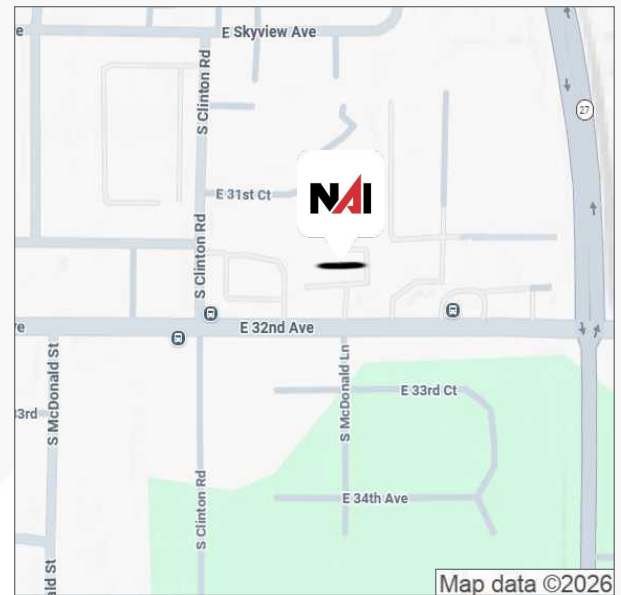 e
E Skyview Ave
S Clinton Rd
27
E 31st Ct
NAI
S Clinton Rd
E 32nd Ave
ve
S McDonald St
S McDonald Ln
E 33rd Ct
33rd
S Clinton Rd
E 34th Ave
ald St
Map data ©2026